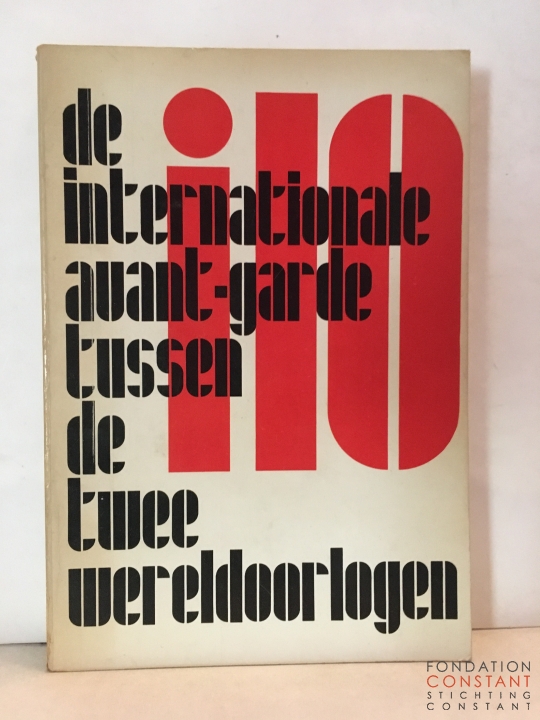 i10
de
internationale
avant-garde
tussen
de
twee
wereldoorlogen
FONDATION
CONSTANT
STICHTING
CONSTANT